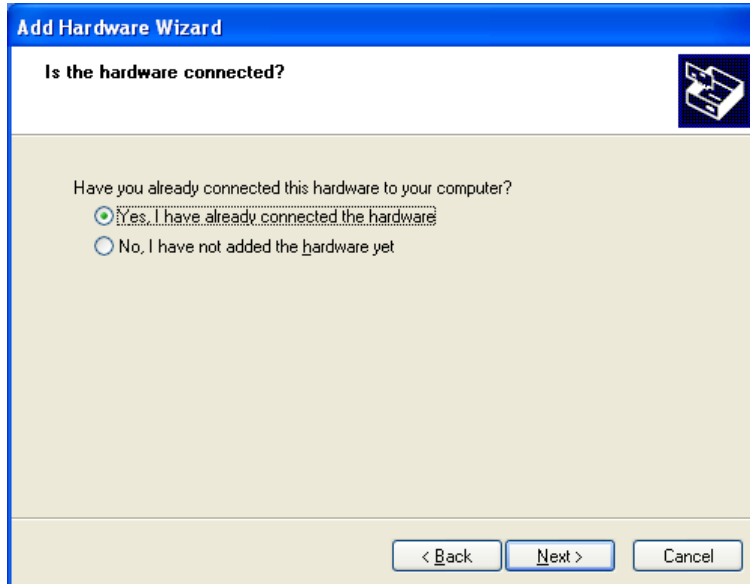 Add Hardware Wizard
Is the hardware connected?
Have you already connected this hardware to your computer?
Yes, I have already connected the hardware
No, I have not added the hardware yet
< Back
Next >
Cancel